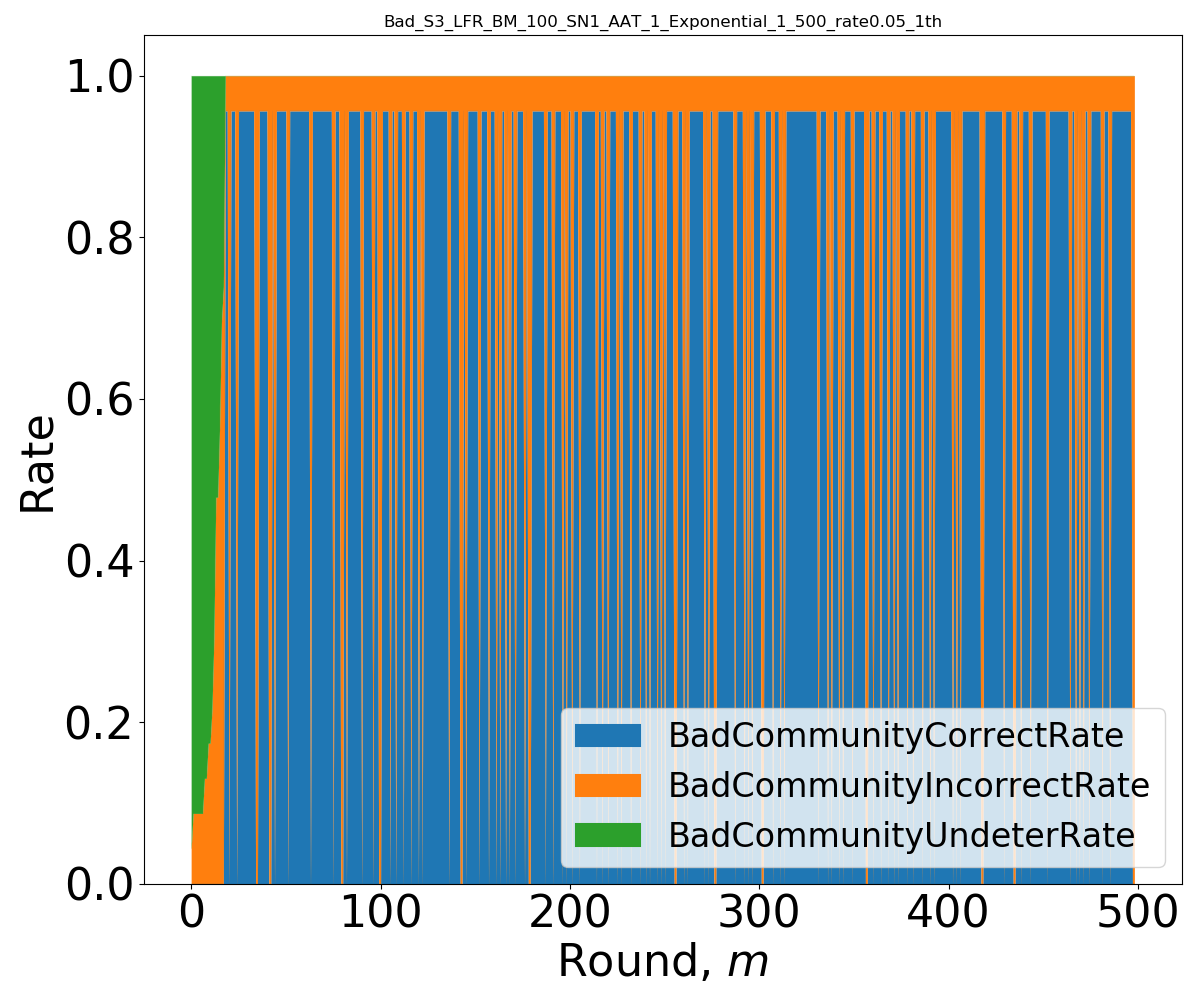 Bad_S3_LFR_BM_100_SN1_AAT_1_Exponential_1_500_rate0.05_1th
1.0
0.8
0.6
0.4
0.2
0.0
Rate
BadCommunityCorrectRate
BadCommunityIncorrectRate
BadCommunityUndeterRate
0 100 200 300 400 500
Round, m